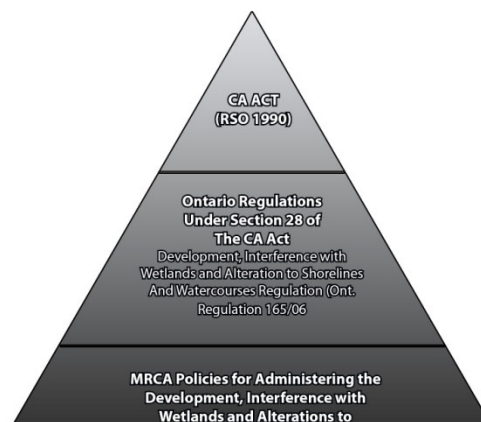 CA ACT
(RSO 1990)
Ontario Regulations
Under Section 28 of
The CA Act
Development, Interference with
Wetlands and Alteration to Shorelines
And Watercourses Regulation (Ont.
Regulation 165/06
MRCA Policies for Administering the
Development, Interference with
Wetlands and Alterations to